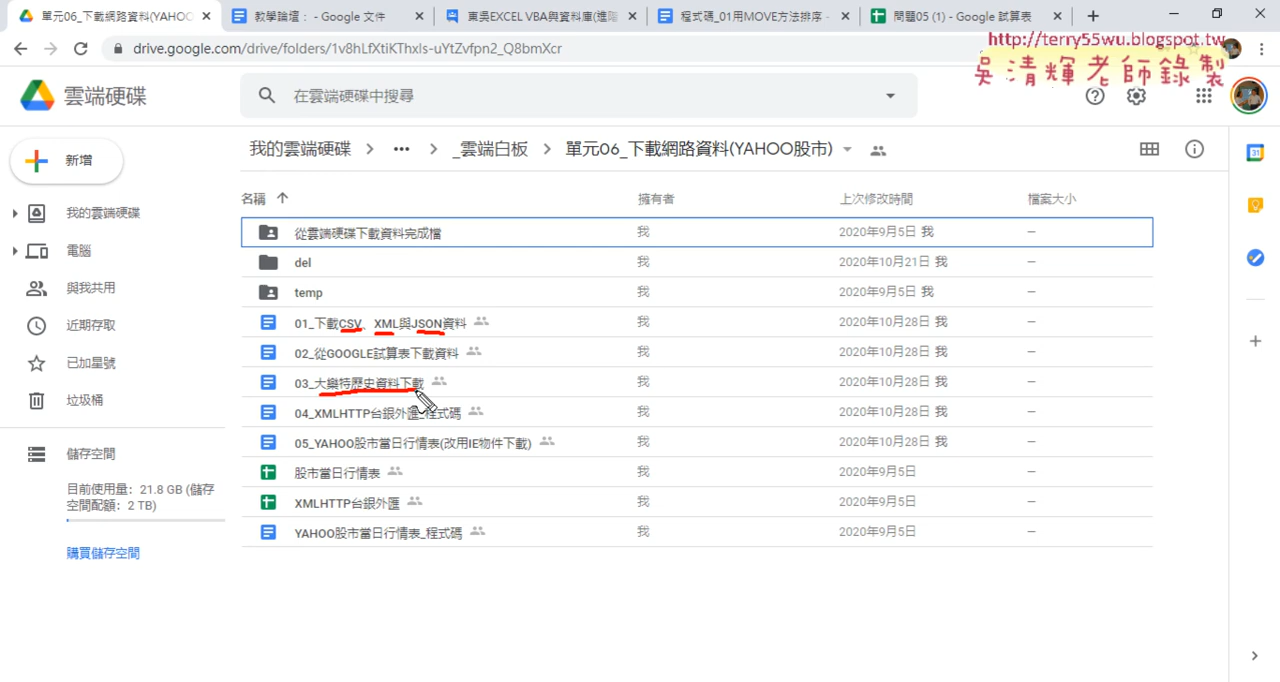 單元06_下載網路資料(YAHOO
教學論壇： - Google 文件
東吳EXCEL VBA與資料庫(進階
程式碼_01用MOVE方法排序 -
問題05 (1) - Google 試算表
drive.google.com/drive/folders/1v8hLfXtiKThxIs-uYtZvfpn2_Q8bmXcr
http://terry55wu.blogspot.tw
吳清輝老師錄製
雲端硬碟
在雲端硬碟中搜尋
新增
我的雲端硬碟
電腦
與我共用
近期存取
已加星號
垃圾桶
儲存空間
目前使用量：21.8 GB (儲存
空間配額：2 TB)
購買儲存空間
我的雲端硬碟 > ••• > _雲端白板 > 單元06_下載網路資料(YAHOO股市)
名稱 擁有者 上次修改時間 檔案大小
從雲端硬碟下載資料完成檔 我 2020年9月5日 我 —
del 我 2020年10月21日 我 —
temp 我 2020年9月5日 我 —
01_下載CSV、XML與JSON資料 我 2020年10月28日 我 —
02_從GOOGLE試算表下載資料 我 2020年10月28日 我 —
03_大樂特歷史資料下載 我 2020年10月28日 我 —
04_XMLHTTP台銀外匯_程式碼 我 2020年10月28日 我 —
05_YAHOO股市當日行情表(改用IE物件下載) 我 2020年10月28日 我 —
股市當日行情表 我 2020年9月5日 —
XMLHTTP台銀外匯 我 2020年9月5日 —
YAHOO股市當日行情表_程式碼 我 2020年9月5日 —
31